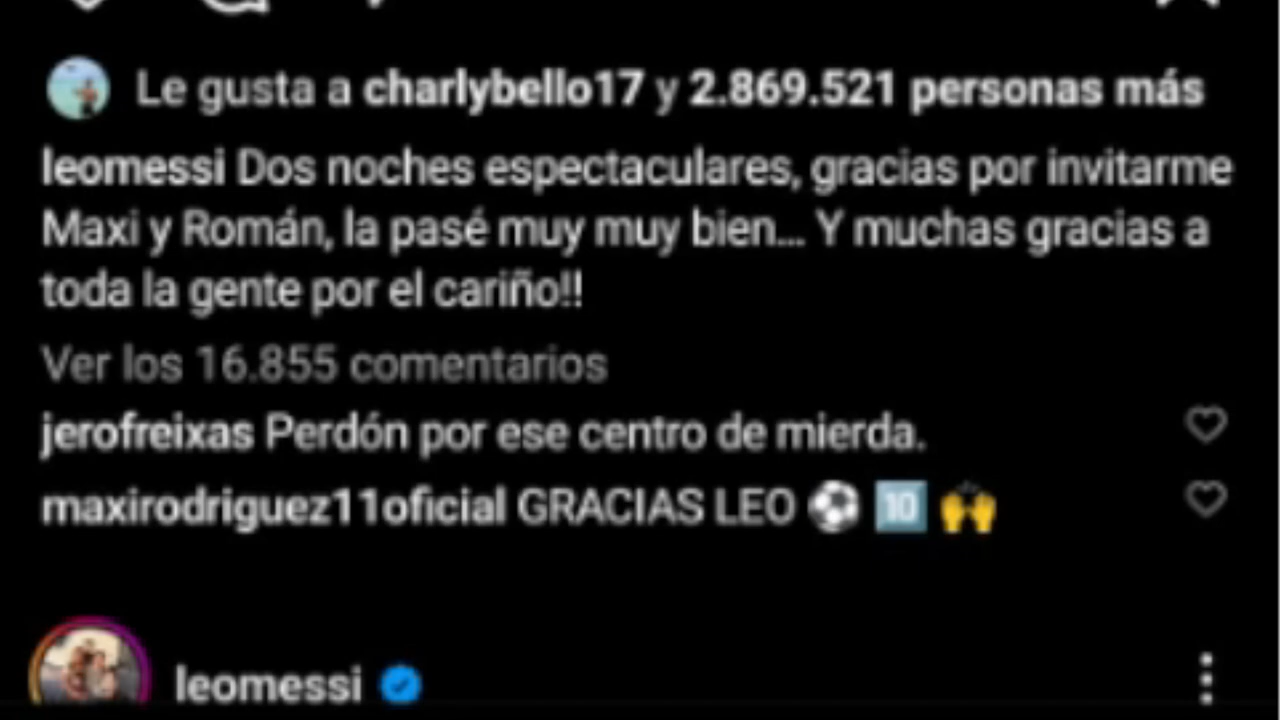 Le gusta a charlybello17 y 2.869.521 personas más
leomessi Dos noches espectaculares, gracias por invitarme
Maxi y Román, la pasé muy muy bien... Y muchas gracias a
toda la gente por el cariño!!
Ver los 16.855 comentarios
jerofreixas Perdón por ese centro de mierda.
maxirodriguez11oficial GRACIAS LEO ⚽ 🔟 🙌
leomessi